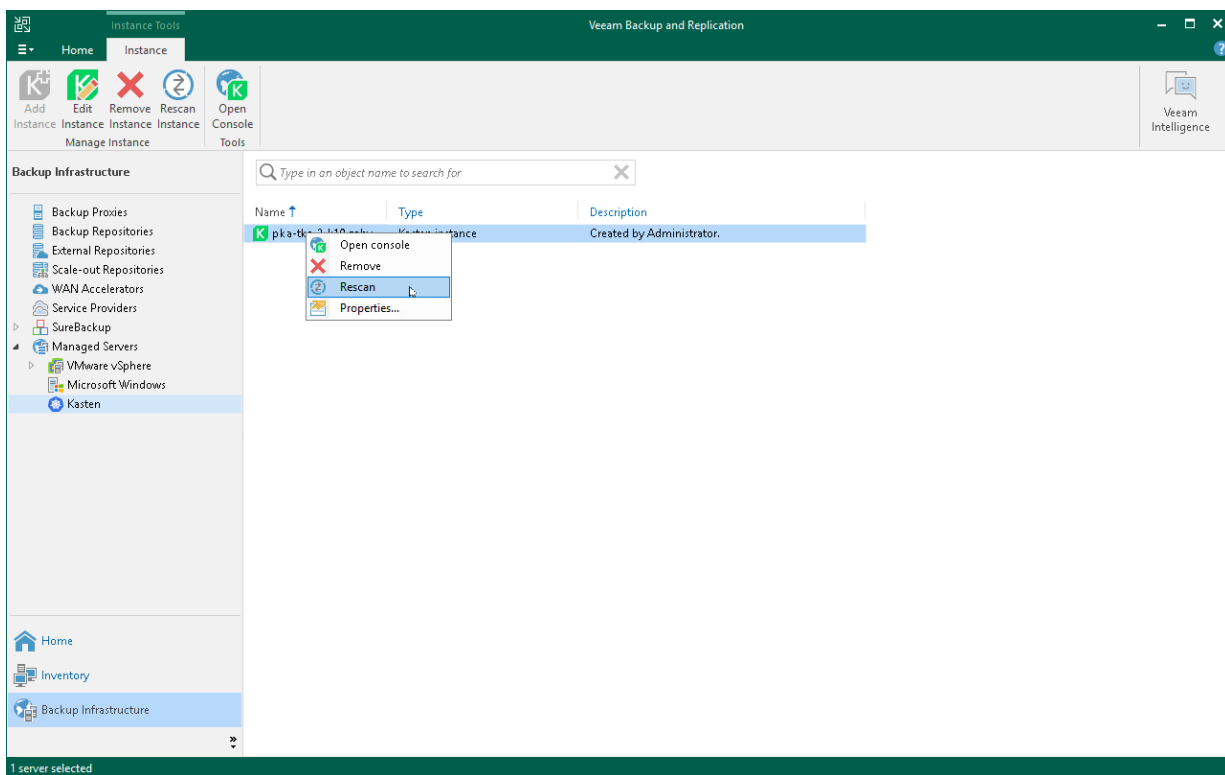 Instance Tools
Veeam Backup and Replication
Home
Instance
Add Instance
Edit Instance
Remove Instance
Rescan Instance
Open Console
Manage Instance
Tools
Veeam Intelligence
Backup Infrastructure
Type in an object name to search for
Backup Proxies
Backup Repositories
External Repositories
Scale-out Repositories
WAN Accelerators
Service Providers
SureBackup
Managed Servers
VMware vSphere
Microsoft Windows
Kasten
Name
Type
Description
Kasten instance
Created by Administrator.
Open console
Remove
Rescan
Properties...
Home
Inventory
Backup Infrastructure
1 server selected